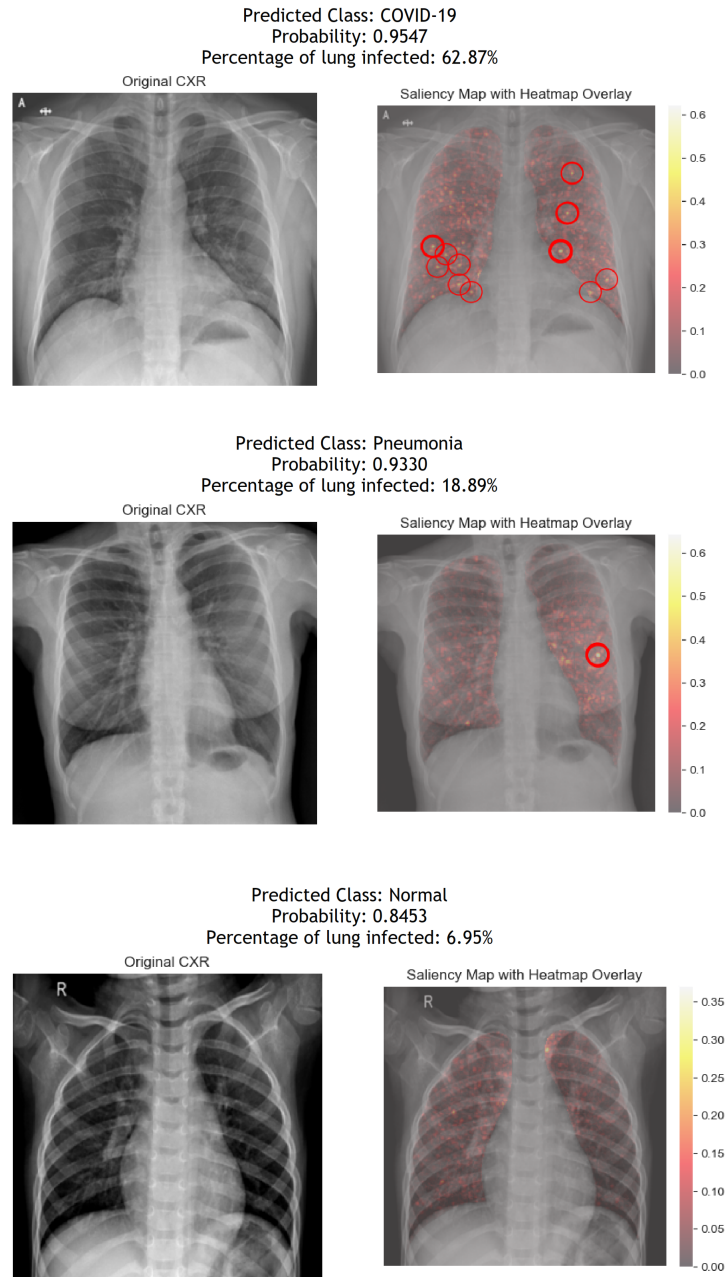 Predicted Class: COVID-19
Probability: 0.9547
Percentage of lung infected: 62.87%
Original CXR
Saliency Map with Heatmap Overlay
A
A
0.6
0.5
0.4
0.3
0.2
0.1
0.0
Predicted Class: Pneumonia
Probability: 0.9330
Percentage of lung infected: 18.89%
Original CXR
Saliency Map with Heatmap Overlay
0.6
0.5
0.4
0.3
0.2
0.1
0.0
Predicted Class: Normal
Probability: 0.8453
Percentage of lung infected: 6.95%
Original CXR
Saliency Map with Heatmap Overlay
R
R
0.35
0.30
0.25
0.20
0.15
0.10
0.05
0.00